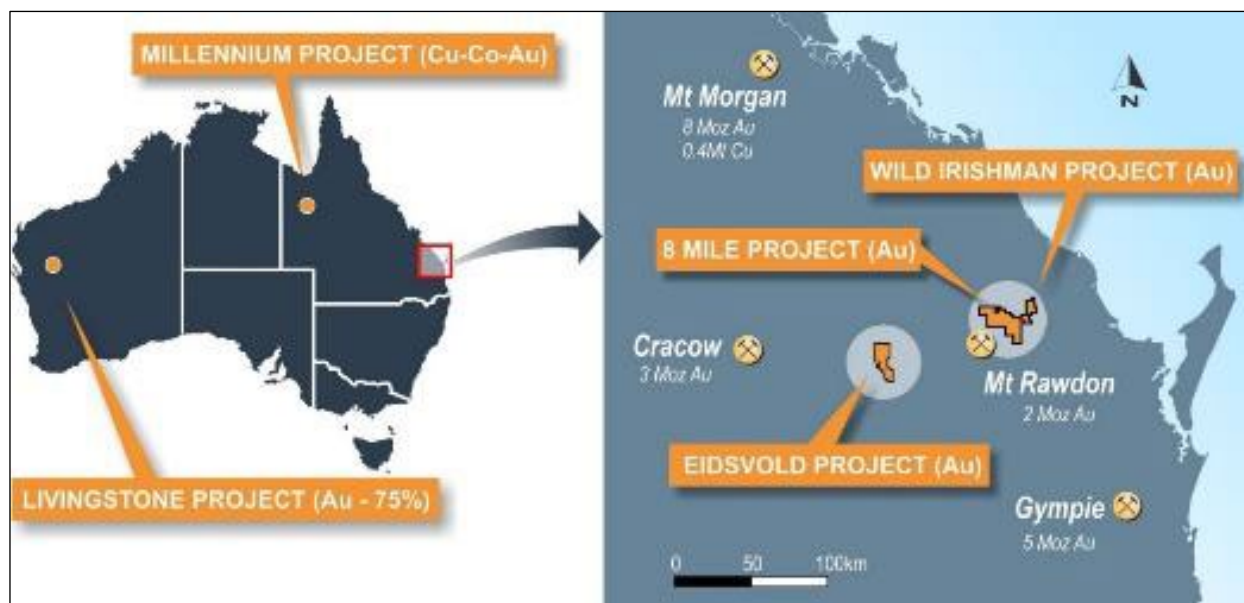 MILLENNIUM PROJECT (Cu-Co-Au)
LIVINGSTONE PROJECT (Au - 75%)
Mt Morgan
8 Moz Au
0.4Mt Cu
N
WILD IRISHMAN PROJECT (Au)
8 MILE PROJECT (Au)
Cracow
3 Moz Au
Mt Rawdon
2 Moz Au
EIDSVOLD PROJECT (Au)
Gympie
5 Moz Au
0 50 100km